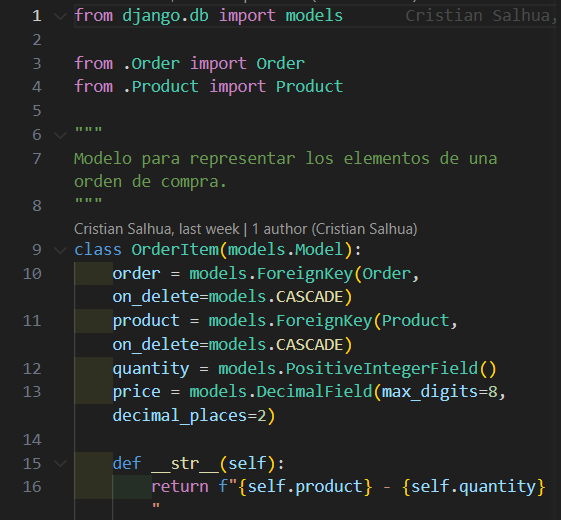 1 from django.db import models Cristian Salhua,
2
3 from .Order import Order
4 from .Product import Product
5
6 """
7 Modelo para representar los elementos de una
orden de compra.
8 """
Cristian Salhua, last week | 1 author (Cristian Salhua)
9 class OrderItem(models.Model):
10 order = models.ForeignKey(Order,
on_delete=models.CASCADE)
11 product = models.ForeignKey(Product,
on_delete=models.CASCADE)
12 quantity = models.PositiveIntegerField()
13 price = models.DecimalField(max_digits=8,
decimal_places=2)
14
15 def __str__(self):
16 return f"{self.product} - {self.quantity}
"